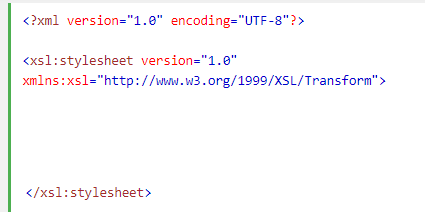 <?xml version="1.0" encoding="UTF-8"?>
<xsl:stylesheet version="1.0"
xmlns:xsl="http://www.w3.org/1999/XSL/Transform">
</xsl:stylesheet>